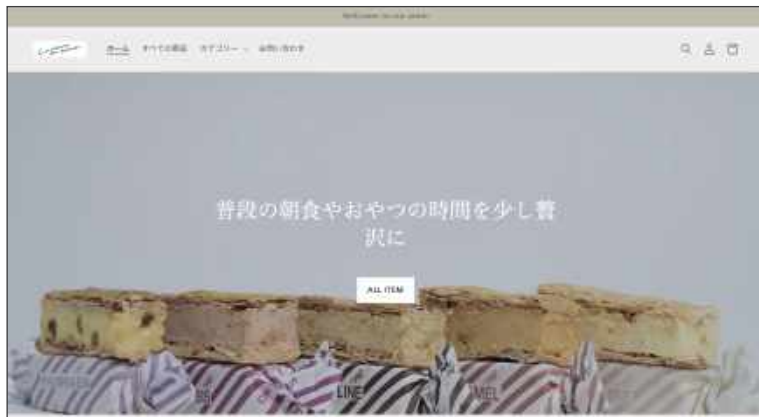 Welcome to our store
ホーム すべての商品 カテゴリー お問い合わせ
普段の朝食やおやつの時間を少し贅
沢に
ALL ITEM
LINE
MEL